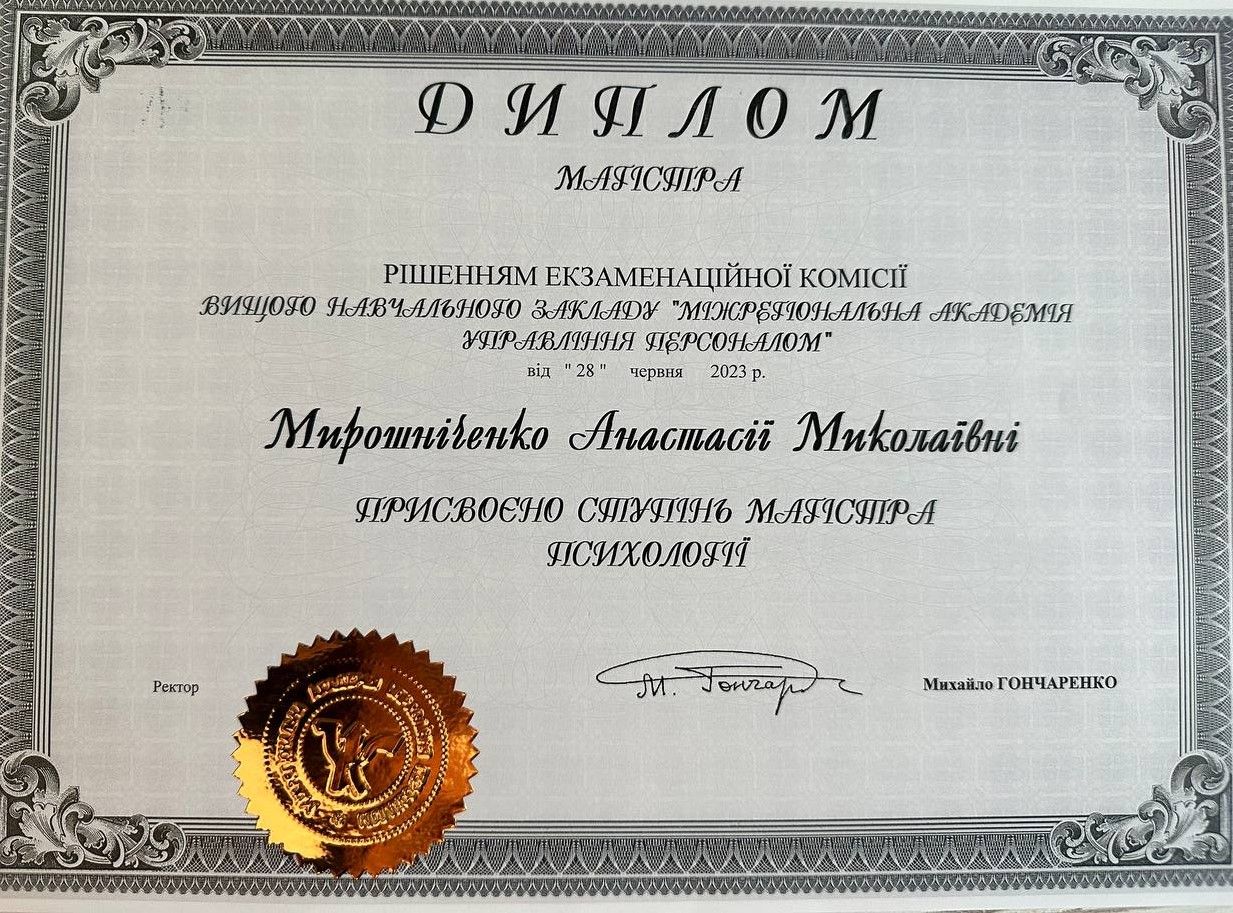 ДИПЛОМ
МАГІСТРА
РІШЕННЯМ ЕКЗАМЕНАЦІЙНОЇ КОМІСІЇ
ВИЩОГО НАВЧАЛЬНОГО ЗАКЛАДУ "МІЖРЕГІОНАЛЬНА АКАДЕМІЯ
УПРАВЛІННЯ ПЕРСОНАЛОМ"
від " 28 " червня 2023 р.
Мирошніченко Анастасії Миколаївні
ПРИСВОЄНО СТУПІНЬ МАГІСТРА
ПСИХОЛОГІЇ
Ректор
М. Гончар
Михайло ГОНЧАРЕНКО